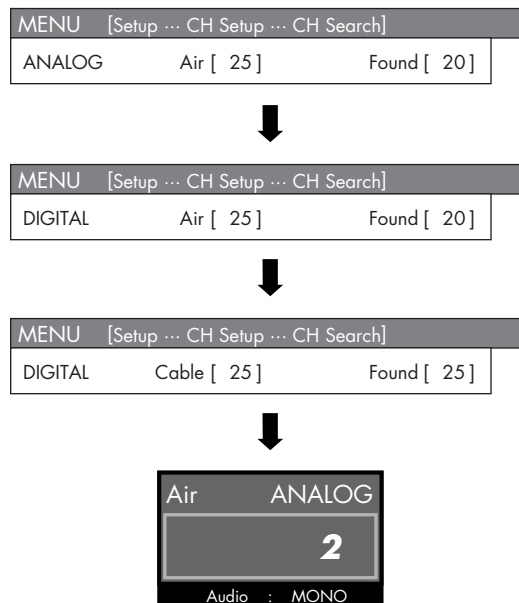 MENU [Setup ··· CH Setup ··· CH Search]
ANALOG Air [ 25 ] Found [ 20 ]
MENU [Setup ··· CH Setup ··· CH Search]
DIGITAL Air [ 25 ] Found [ 20 ]
MENU [Setup ··· CH Setup ··· CH Search]
DIGITAL Cable [ 25 ] Found [ 25 ]
Air ANALOG
2
Audio : MONO